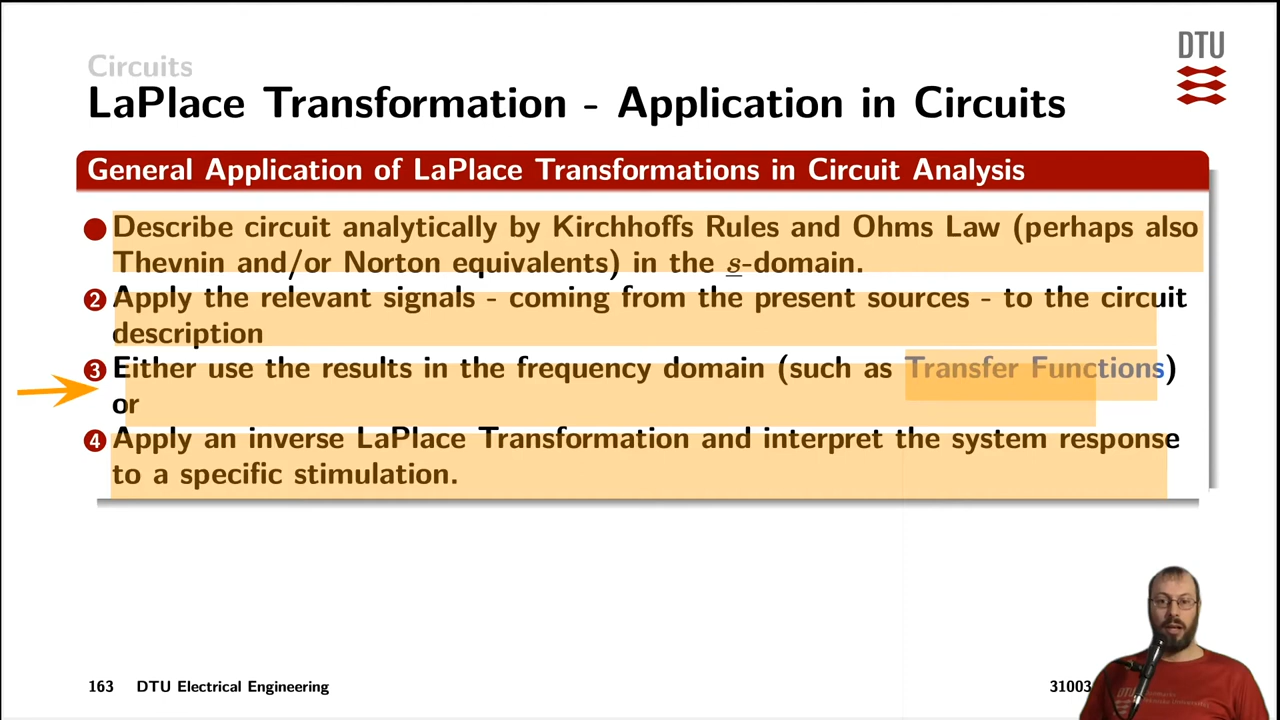 Circuits
DTU
LaPlace Transformation - Application in Circuits
General Application of LaPlace Transformations in Circuit Analysis
Describe circuit analytically by Kirchhoffs Rules and Ohms Law (perhaps also
Thevnin and/or Norton equivalents) in the s-domain.
2 Apply the relevant signals - coming from the present sources - to the circuit
description
3 Either use the results in the frequency domain (such as Transfer Functions)
or
4 Apply an inverse LaPlace Transformation and interpret the system response
to a specific stimulation.
163 DTU Electrical Engineering 31003
DTU